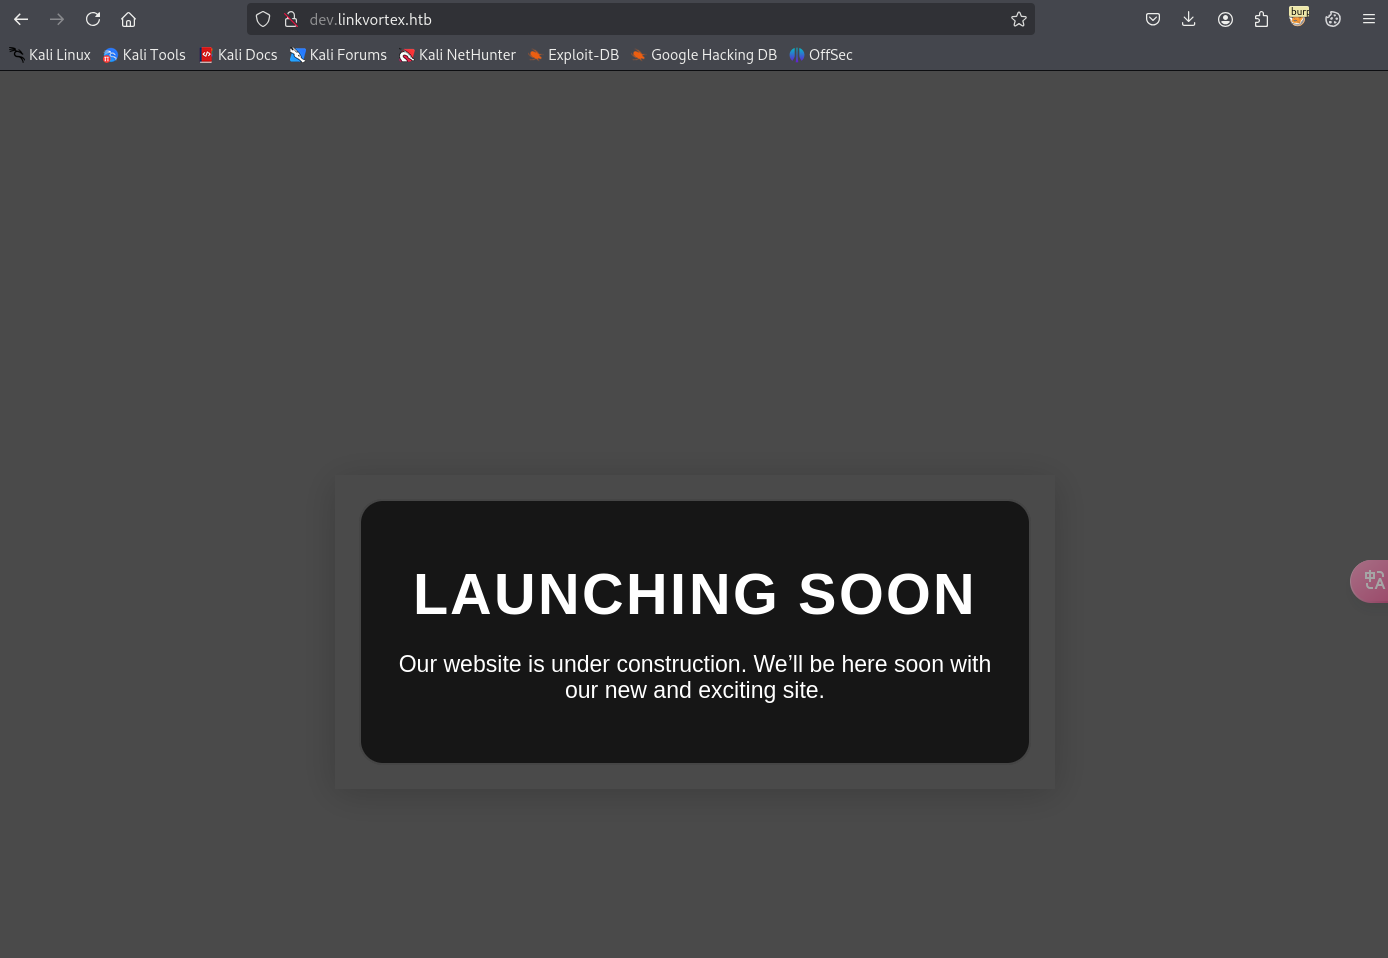 dev.linkvortex.htb
burp
Kali Linux Kali Tools Kali Docs Kali Forums Kali NetHunter Exploit-DB Google Hacking DB OffSec
LAUNCHING SOON
Our website is under construction. We’ll be here soon with
our new and exciting site.
中A